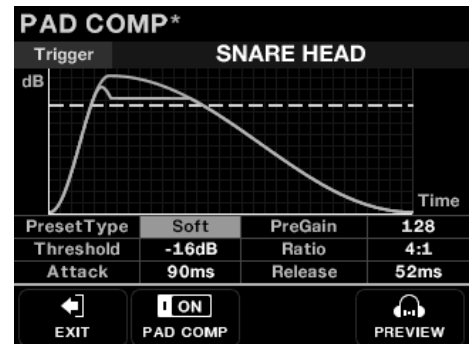 PAD COMP*
Trigger SNARE HEAD
dB
Time
PresetType Soft PreGain 128
Threshold -16dB Ratio 4:1
Attack 90ms Release 52ms
ON
EXIT PAD COMP PREVIEW